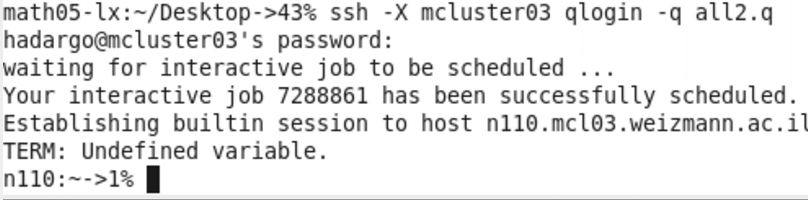 math05-lx:~/Desktop->43% ssh -X mcluster03 qlogin -q all2.q
hadargo@mcluster03's password:
waiting for interactive job to be scheduled ...
Your interactive job 7288861 has been successfully scheduled.
Establishing builtin session to host n110.mcl03.weizmann.ac.il
TERM: Undefined variable.
n110:~->1%